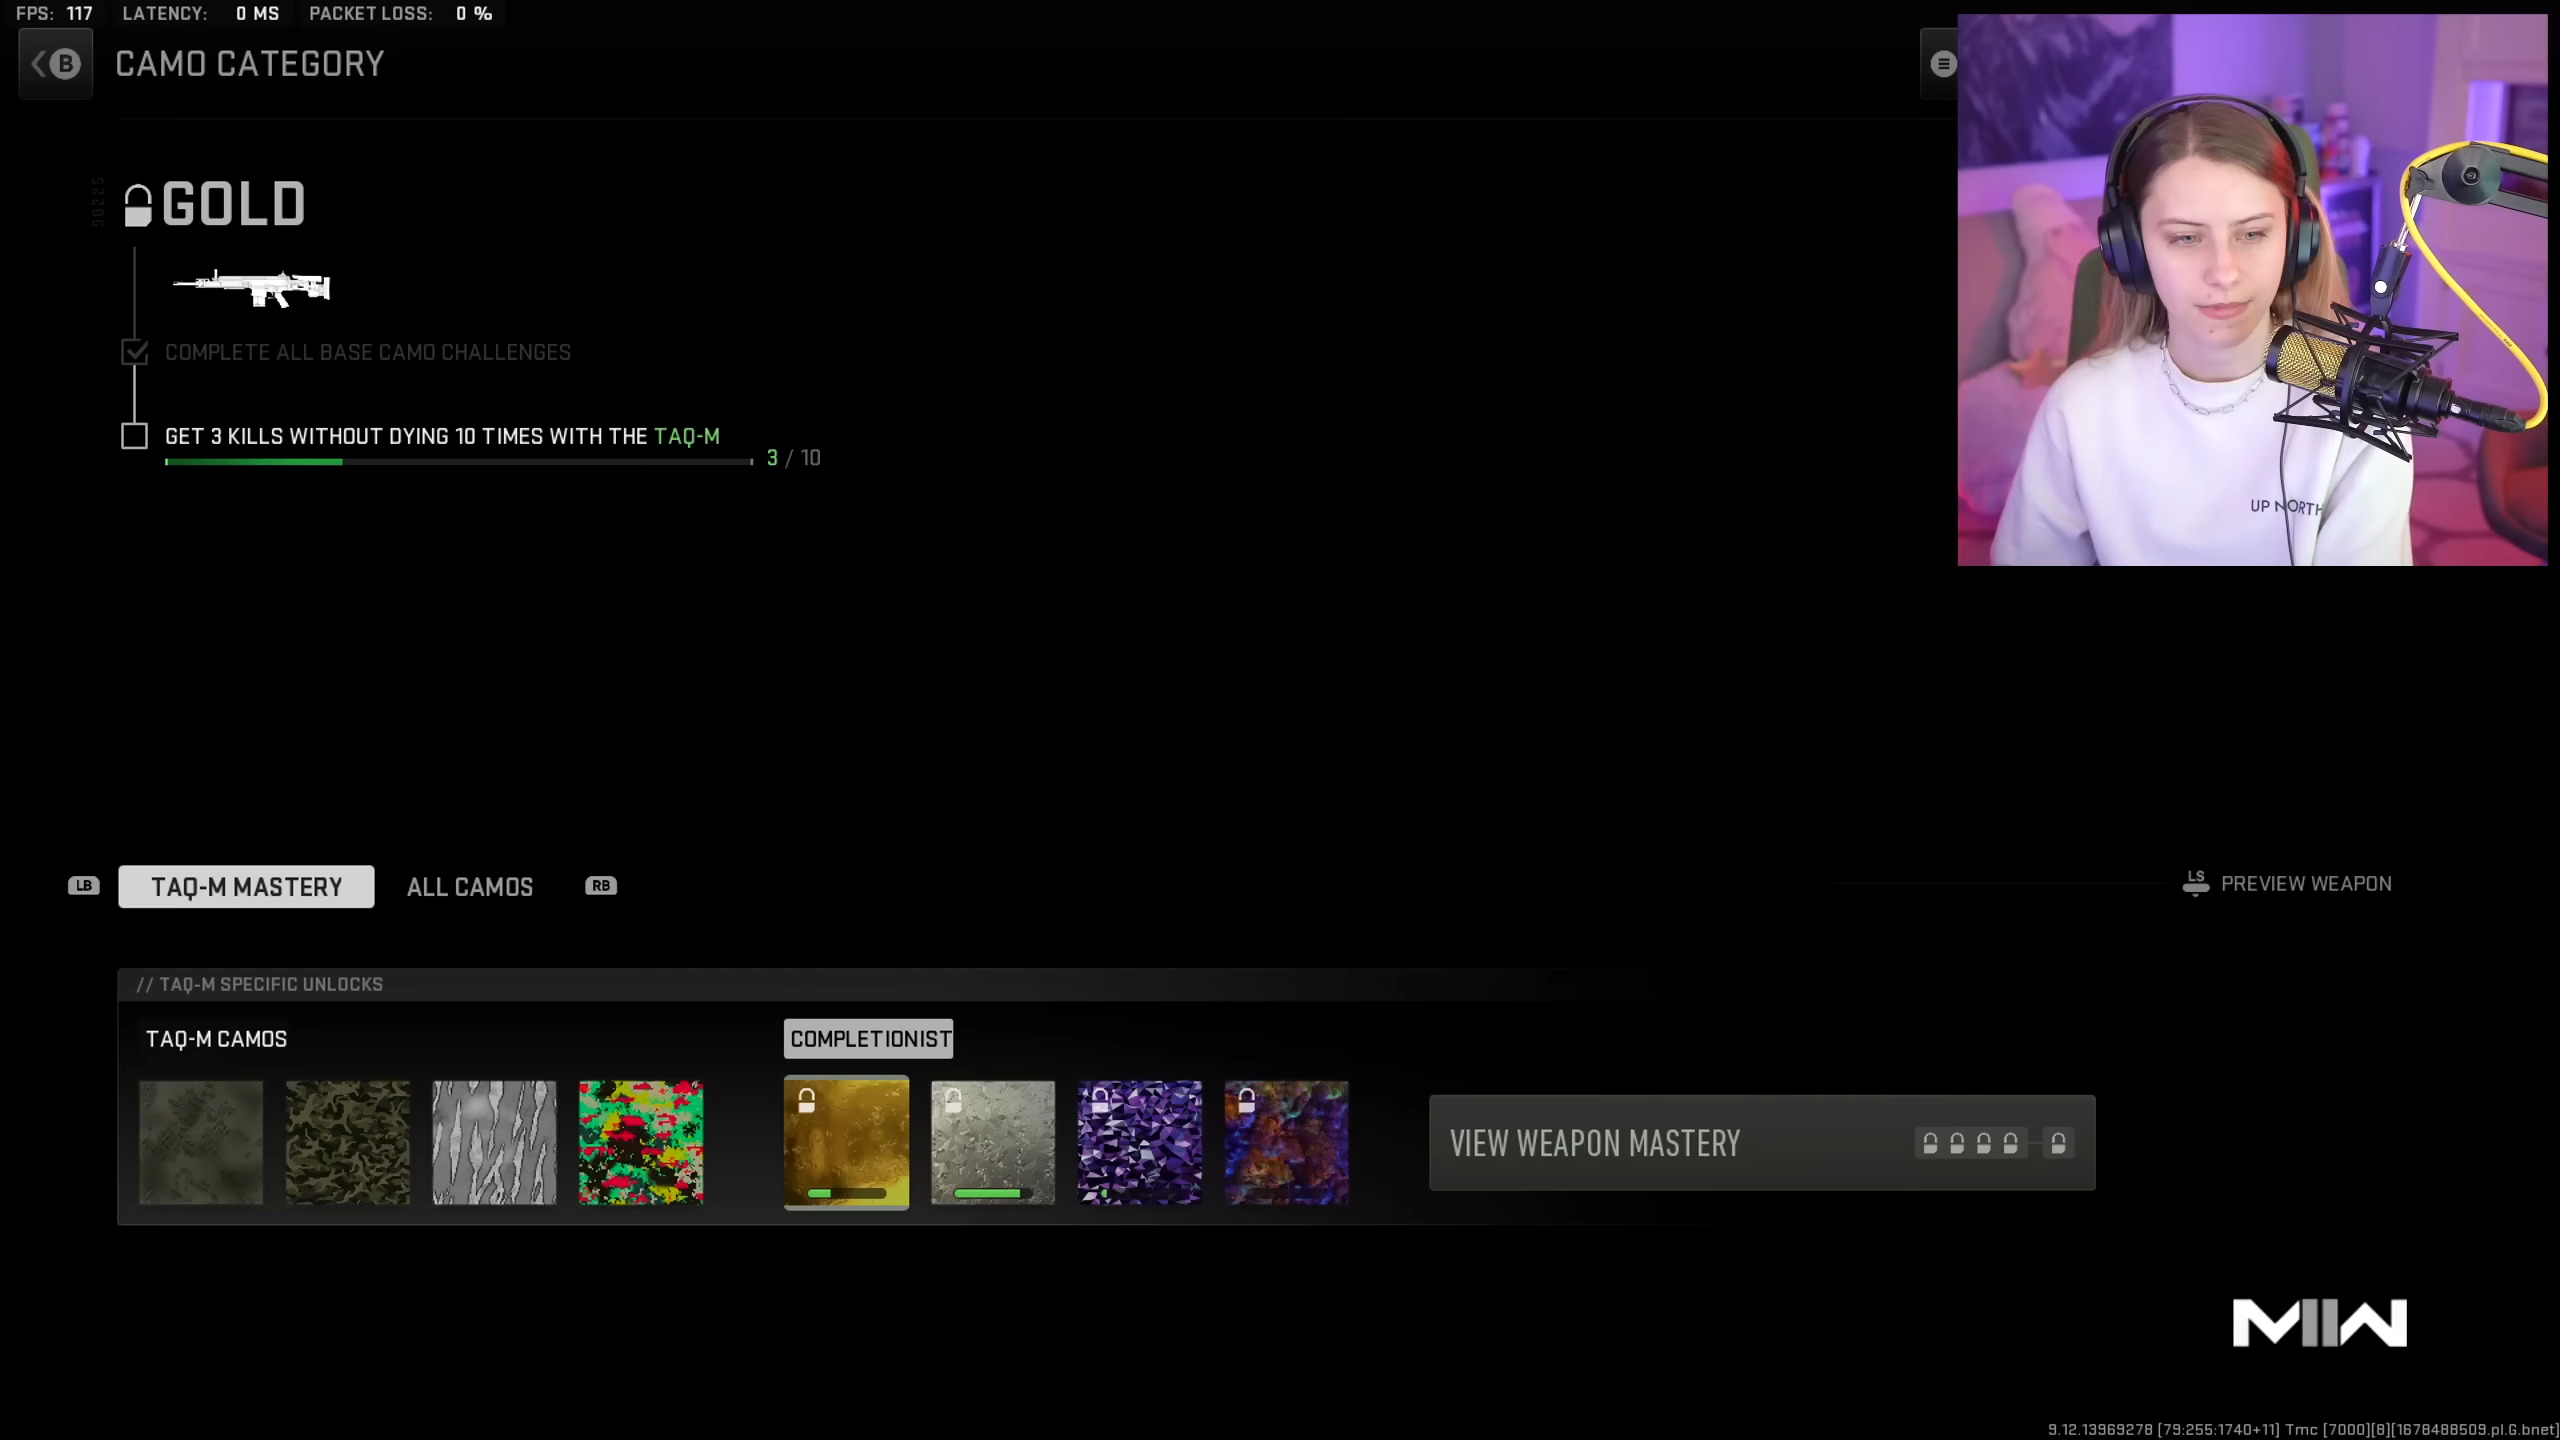 FPS: 117 LATENCY: 0 MS PACKET LOSS: 0 %
B CAMO CATEGORY
GOLD
COMPLETE ALL BASE CAMO CHALLENGES
GET 3 KILLS WITHOUT DYING 10 TIMES WITH THE TAQ-M
3 / 10
UP NORTH
LB TAQ-M MASTERY ALL CAMOS RB
LS PREVIEW WEAPON
// TAQ-M SPECIFIC UNLOCKS
TAQ-M CAMOS COMPLETIONIST
VIEW WEAPON MASTERY
MIIW
9.12.13969278 [79:255:1740+11] Tmc [7000][8][1678488509.pl.G.bnet]